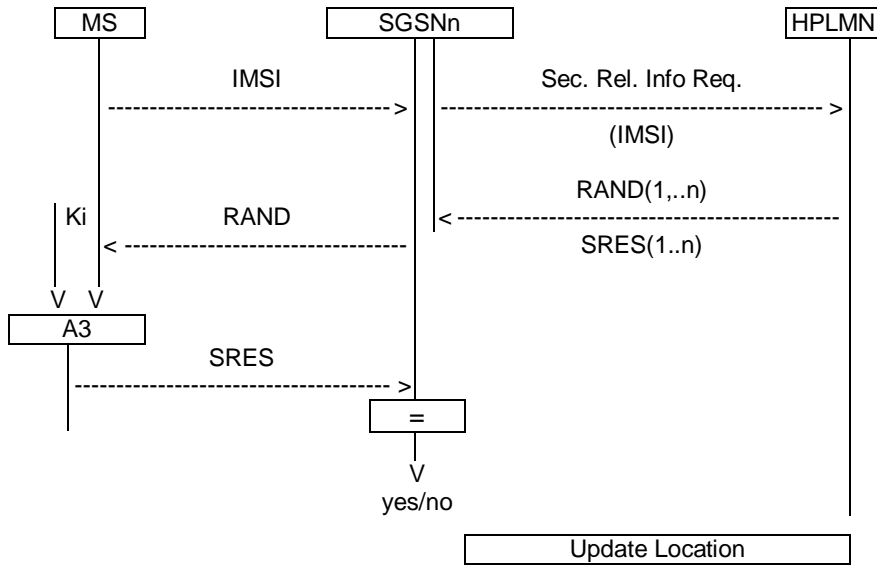 MS SGSNn HPLMN
IMSI Sec. Rel. Info Req.
(IMSI)
RAND(1,..n)
Ki RAND
SRES(1..n)
V V
A3
SRES
=
V
yes/no
Update Location